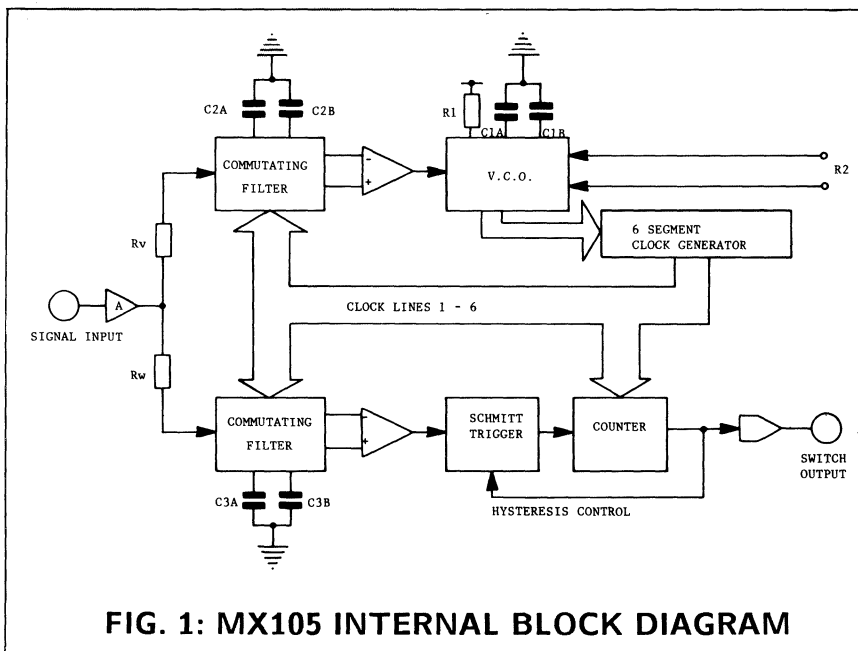 C2A
C2B
R1
C1A
C1B
COMMUTATING
FILTER
-
+
V.C.O.
R2
6 SEGMENT
CLOCK GENERATOR
Rv
A
SIGNAL INPUT
CLOCK LINES 1 - 6
Rw
COMMUTATING
FILTER
-
+
SCHMITT
TRIGGER
COUNTER
SWITCH
OUTPUT
C3A
C3B
HYSTERESIS CONTROL
FIG. 1: MX105 INTERNAL BLOCK DIAGRAM